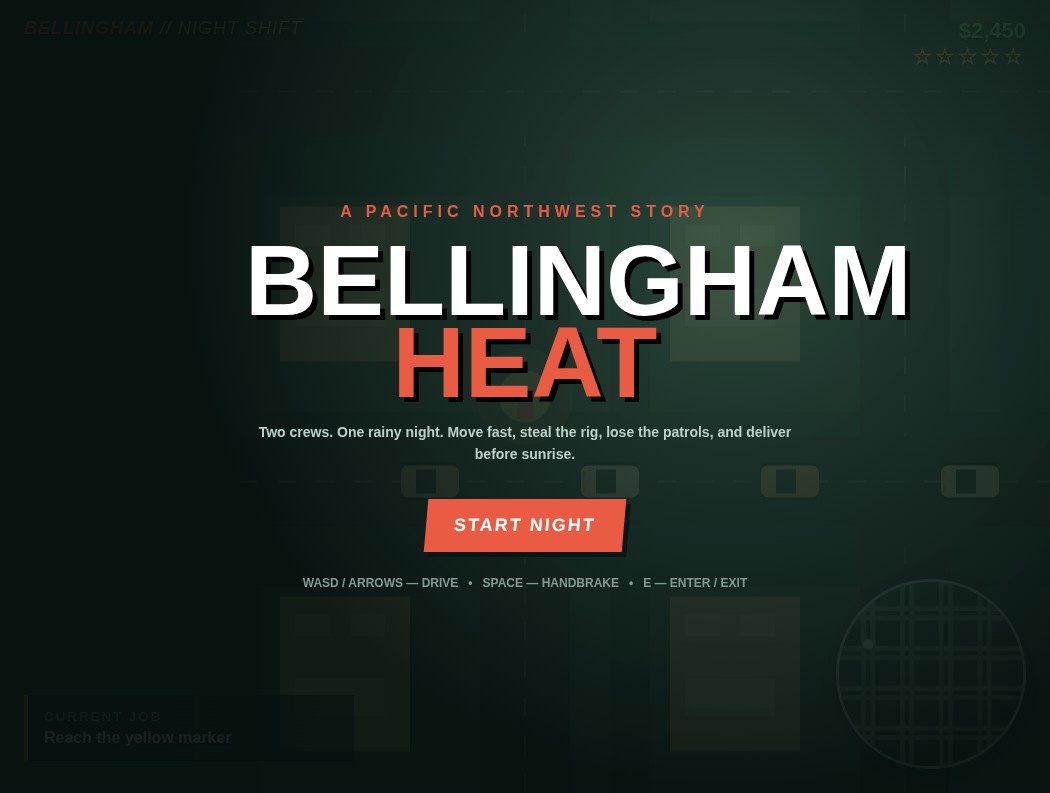 BELLINGHAM // NIGHT SHIFT
$2,450
☆☆☆☆☆
A PACIFIC NORTHWEST STORY
BELLINGHAM
HEAT
Two crews. One rainy night. Move fast, steal the rig, lose the patrols, and deliver
before sunrise.
START NIGHT
WASD / ARROWS — DRIVE • SPACE — HANDBRAKE • E — ENTER / EXIT
CURRENT JOB
Reach the yellow marker